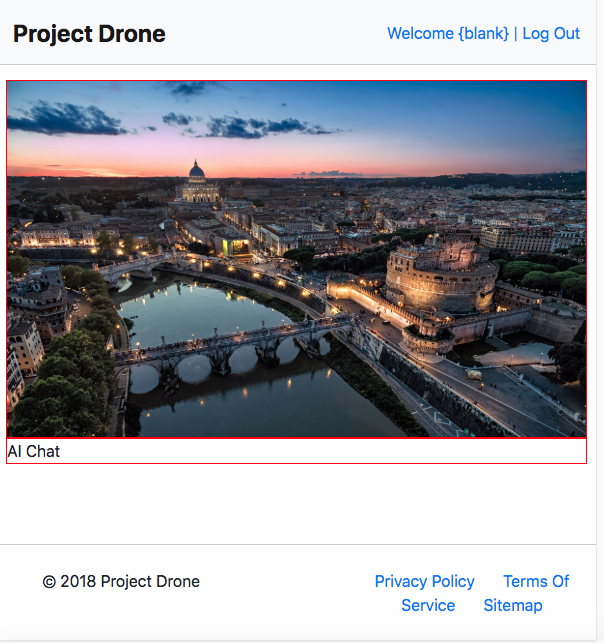 Project Drone
Welcome {blank} | Log Out
AI Chat
© 2018 Project Drone
Privacy Policy Terms Of
Service Sitemap